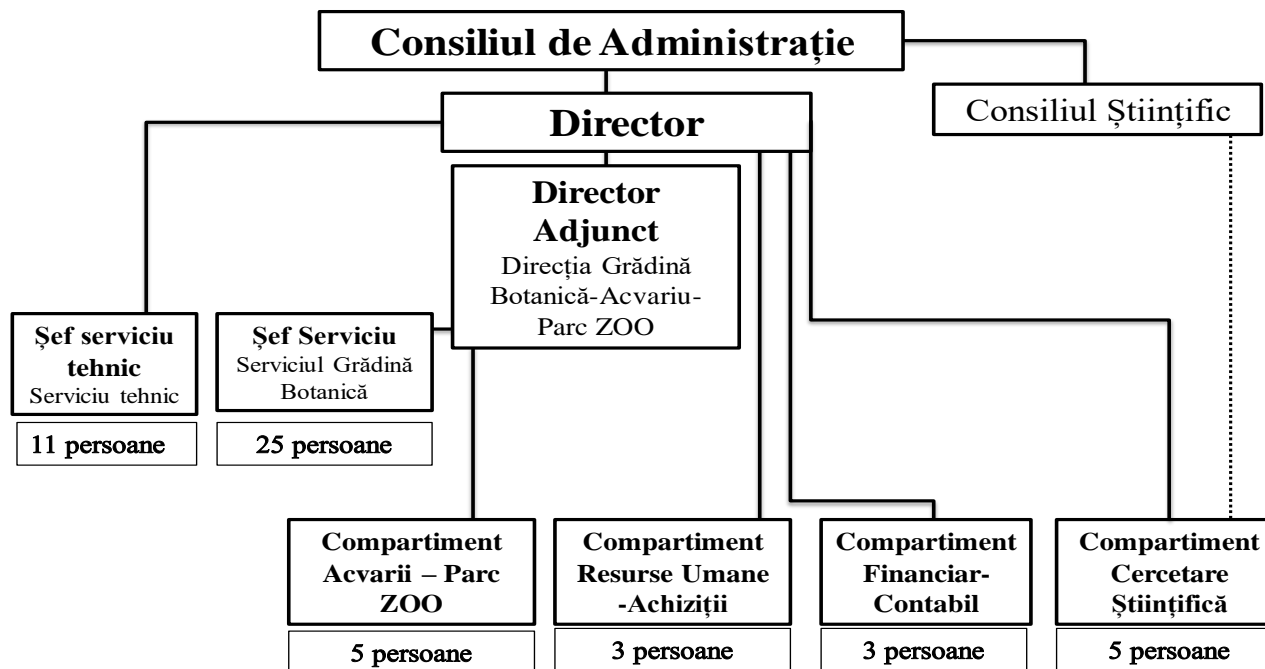 Consiliul de Administrație
Consiliul Științific
Director
Director
Adjunct
Direcția Grădină
Botanică-Acvariu-
Parc ZOO
Șef serviciu
tehnic
Serviciu tehnic
11 persoane
Șef Serviciu
Serviciul Grădină
Botanică
25 persoane
Compartiment
Acvarii – Parc
ZOO
5 persoane
Compartiment
Resurse Umane
-Achiziții
3 persoane
Compartiment
Financiar-
Contabil
3 persoane
Compartiment
Cercetare
Științifică
5 persoane